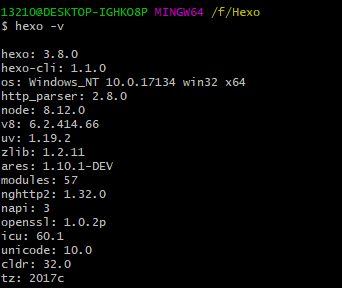 13210@DESKTOP-IGHKO8P MINGW64 /f/Hexo
$ hexo -v
hexo: 3.8.0
hexo-cli: 1.1.0
os: Windows_NT 10.0.17134 win32 x64
http_parser: 2.8.0
node: 8.12.0
v8: 6.2.414.66
uv: 1.19.2
zlib: 1.2.11
ares: 1.10.1-DEV
modules: 57
nghttp2: 1.32.0
napi: 3
openssl: 1.0.2p
icu: 60.1
unicode: 10.0
cldr: 32.0
tz: 2017c